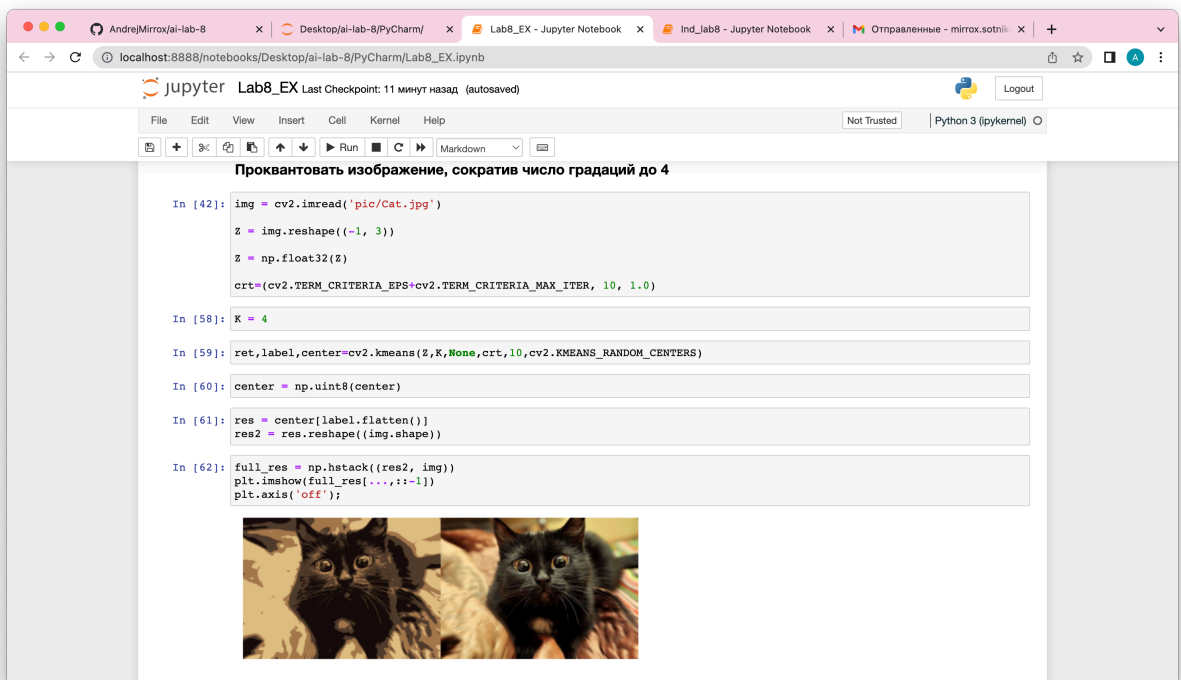 AndrejMirrox/ai-lab-8
Desktop/ai-lab-8/PyCharm/
Lab8_EX - Jupyter Notebook
Ind_lab8 - Jupyter Notebook
Отправленные - mirrox.sotnik
localhost:8888/notebooks/Desktop/ai-lab-8/PyCharm/Lab8_EX.ipynb
A
jupyter Lab8_EX Last Checkpoint: 11 минут назад (autosaved)
Logout
File Edit View Insert Cell Kernel Help
Not Trusted
Python 3 (ipykernel)
Run
Markdown
Проквантовать изображение, сократив число градаций до 4
In [42]: img = cv2.imread('pic/Cat.jpg')
Z = img.reshape((-1, 3))
Z = np.float32(Z)
crt=(cv2.TERM_CRITERIA_EPS+cv2.TERM_CRITERIA_MAX_ITER, 10, 1.0)
In [58]: K = 4
In [59]: ret,label,center=cv2.kmeans(Z,K,None,crt,10,cv2.KMEANS_RANDOM_CENTERS)
In [60]: center = np.uint8(center)
In [61]: res = center[label.flatten()]
res2 = res.reshape((img.shape))
In [62]: full_res = np.hstack((res2, img))
plt.imshow(full_res[...,::-1])
plt.axis('off');